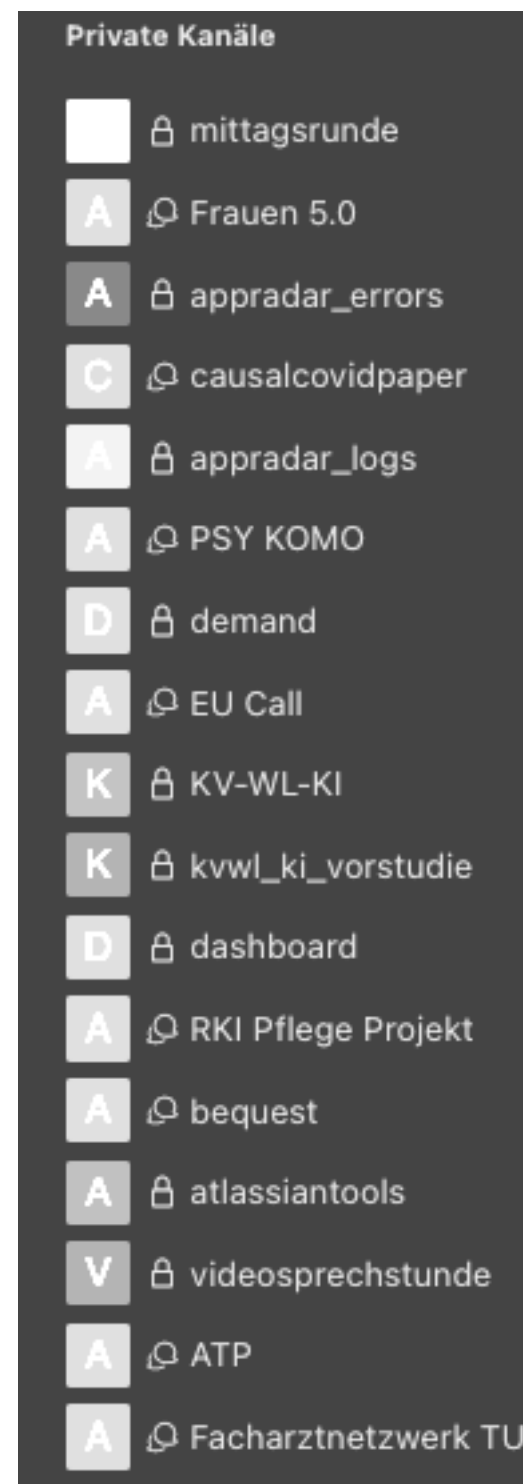 Private Kanäle
mittagsrunde
A Frauen 5.0
A appradar_errors
C causalcovidpaper
A appradar_logs
A PSY KOMO
D demand
A EU Call
K KV-WL-KI
K kvwl_ki_vorstudie
D dashboard
A RKI Pflege Projekt
A bequest
A atlassiantools
V videosprechstunde
A ATP
A Facharztnetzwerk TU